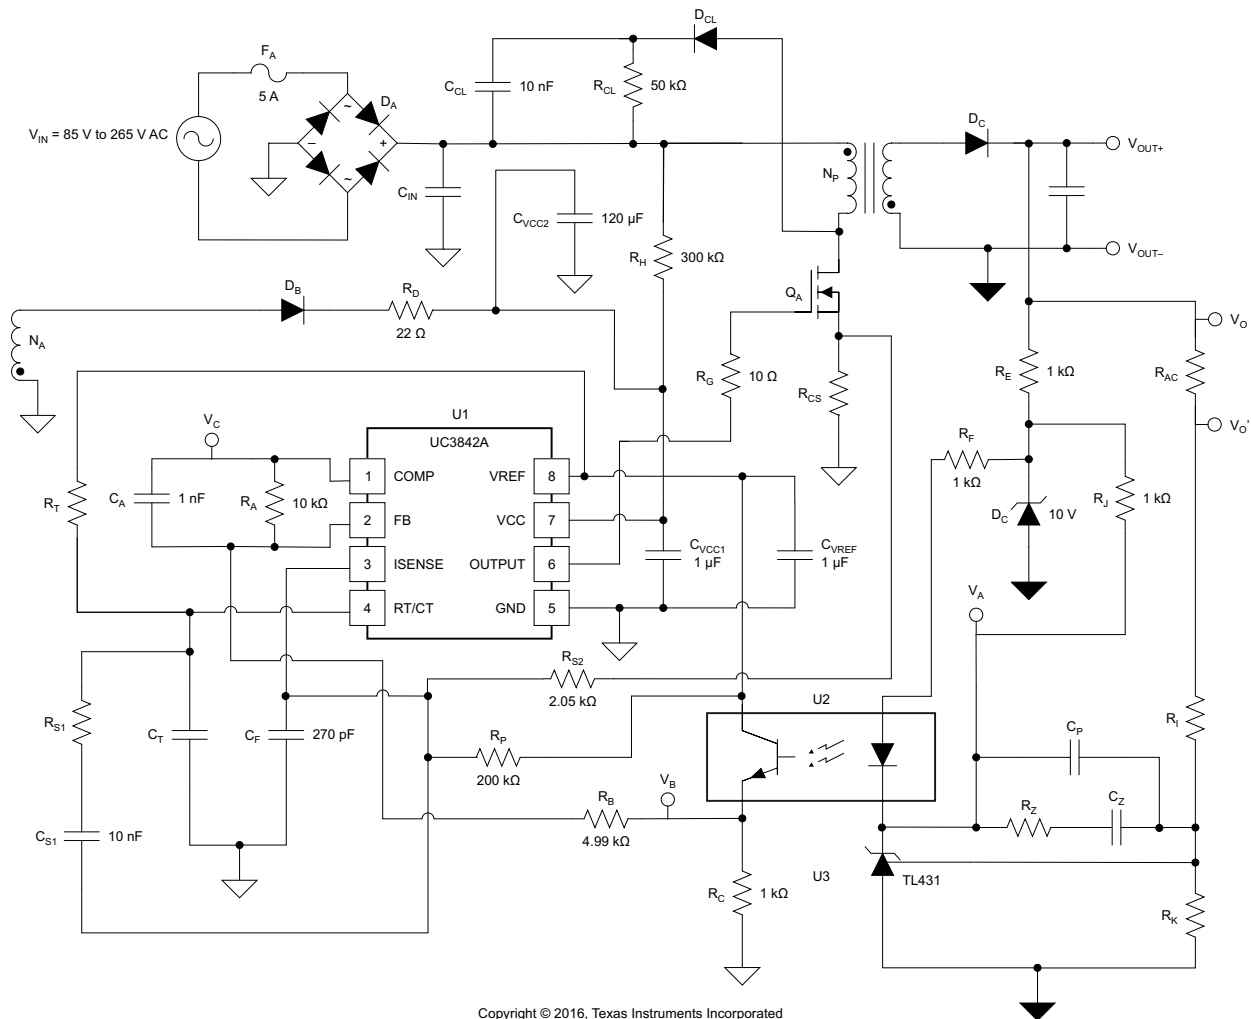 D_CL
F_A
5 A
C_CL
10 nF
R_CL
50 kΩ
D_A
~
~
−
+
V_IN = 85 V to 265 V AC
D_C
V_OUT+
N_P
C_IN
C_VCC2
120 µF
V_OUT–
R_H
300 kΩ
D_B
R_D
22 Ω
Q_A
N_A
V_O
R_G
10 Ω
R_CS
R_E
1 kΩ
R_AC
V_C
U1
UC3842A
V_O'
R_F
1 kΩ
C_A
1 nF
R_A
10 kΩ
R_T
1
COMP
VREF
8
2
FB
VCC
7
3
ISENSE
OUTPUT
6
4
RT/CT
GND
5
D_C
10 V
R_J
1 kΩ
C_VCC1
1 µF
C_VREF
1 µF
V_A
R_S2
2.05 kΩ
U2
R_S1
C_T
C_F
270 pF
R_P
200 kΩ
R_I
C_P
V_B
R_B
4.99 kΩ
R_Z
C_Z
C_S1
10 nF
U3
TL431
R_C
1 kΩ
R_K
Copyright © 2016, Texas Instruments Incorporated